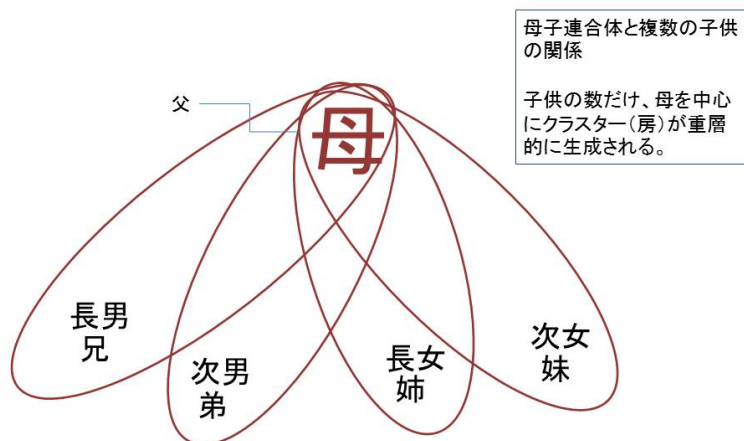 母子連合体と複数の子供
の関係
子供の数だけ、母を中心
にクラスター(房)が重層
的に生成される。
父
母
長男
兄
次男
弟
長女
姉
次女
妹